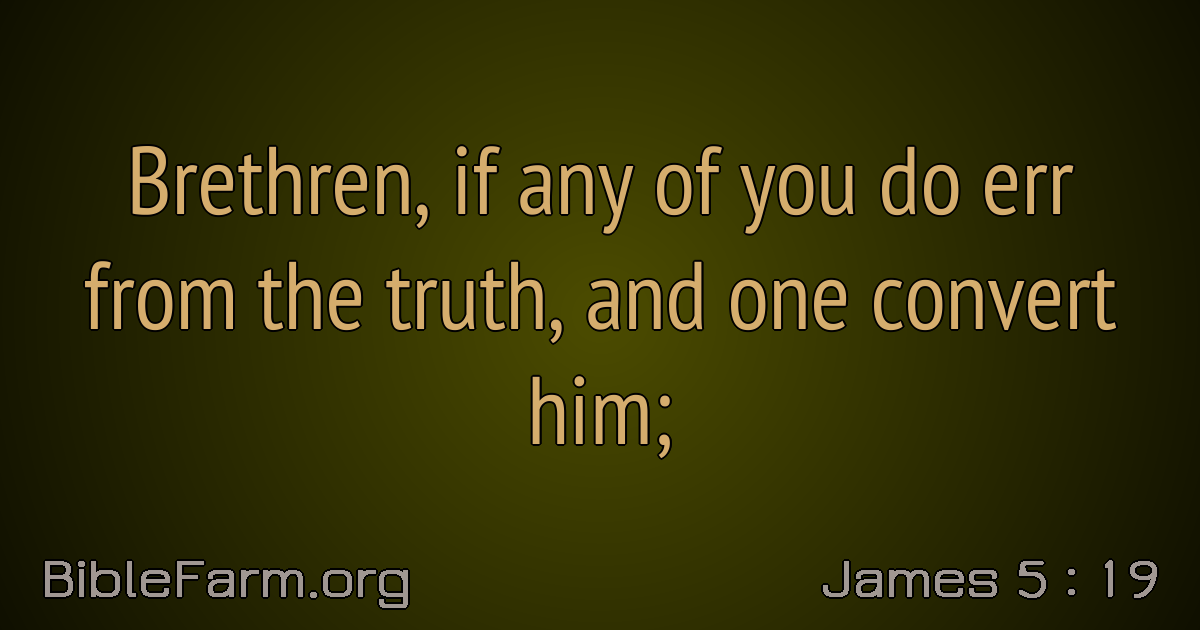 Brethren, if any of you do err
from the truth, and one convert
him;
BibleFarm.org
James 5 : 19